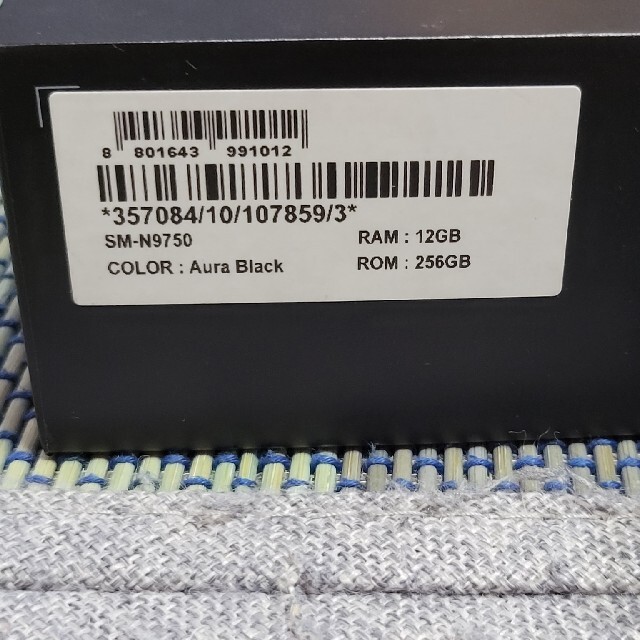 8 801643 991012
*357084/10/107859/3*
SM-N9750
RAM : 12GB
COLOR : Aura Black
ROM : 256GB